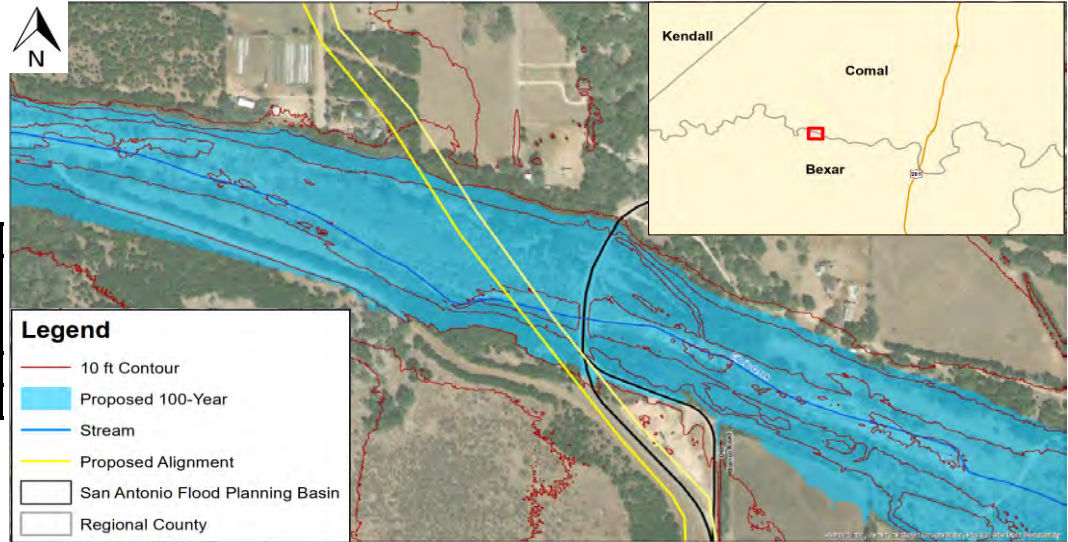 N
Kendall
Comal
Bexar
281
Legend
10 ft Contour
Proposed 100-Year
Stream
Proposed Alignment
San Antonio Flood Planning Basin
Regional County